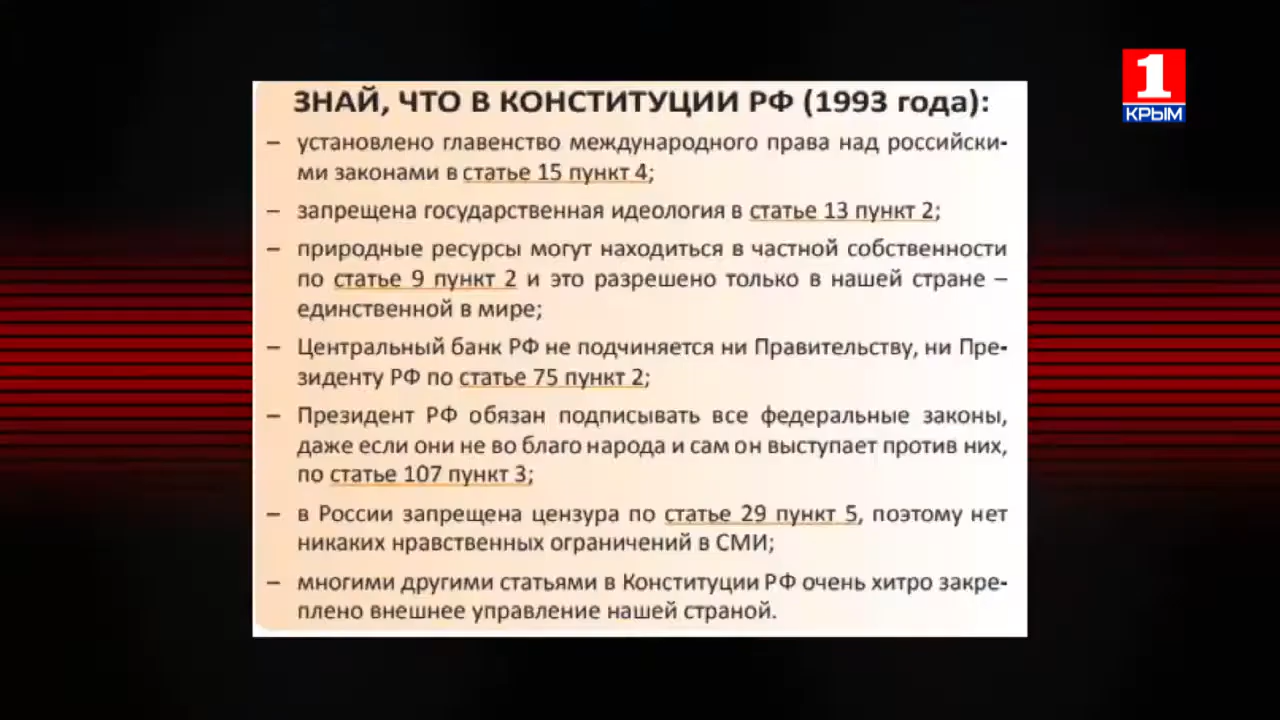 1
КРЫМ
ЗНАЙ, ЧТО В КОНСТИТУЦИИ РФ (1993 года):
– установлено главенство международного права над российски-
ми законами в статье 15 пункт 4;
– запрещена государственная идеология в статье 13 пункт 2;
– природные ресурсы могут находиться в частной собственности
по статье 9 пункт 2 и это разрешено только в нашей стране –
единственной в мире;
– Центральный банк РФ не подчиняется ни Правительству, ни Пре-
зиденту РФ по статье 75 пункт 2;
– Президент РФ обязан подписывать все федеральные законы,
даже если они не во благо народа и сам он выступает против них,
по статье 107 пункт 3;
– в России запрещена цензура по статье 29 пункт 5, поэтому нет
никаких нравственных ограничений в СМИ;
– многими другими статьями в Конституции РФ очень хитро закре-
плено внешнее управление нашей страной.